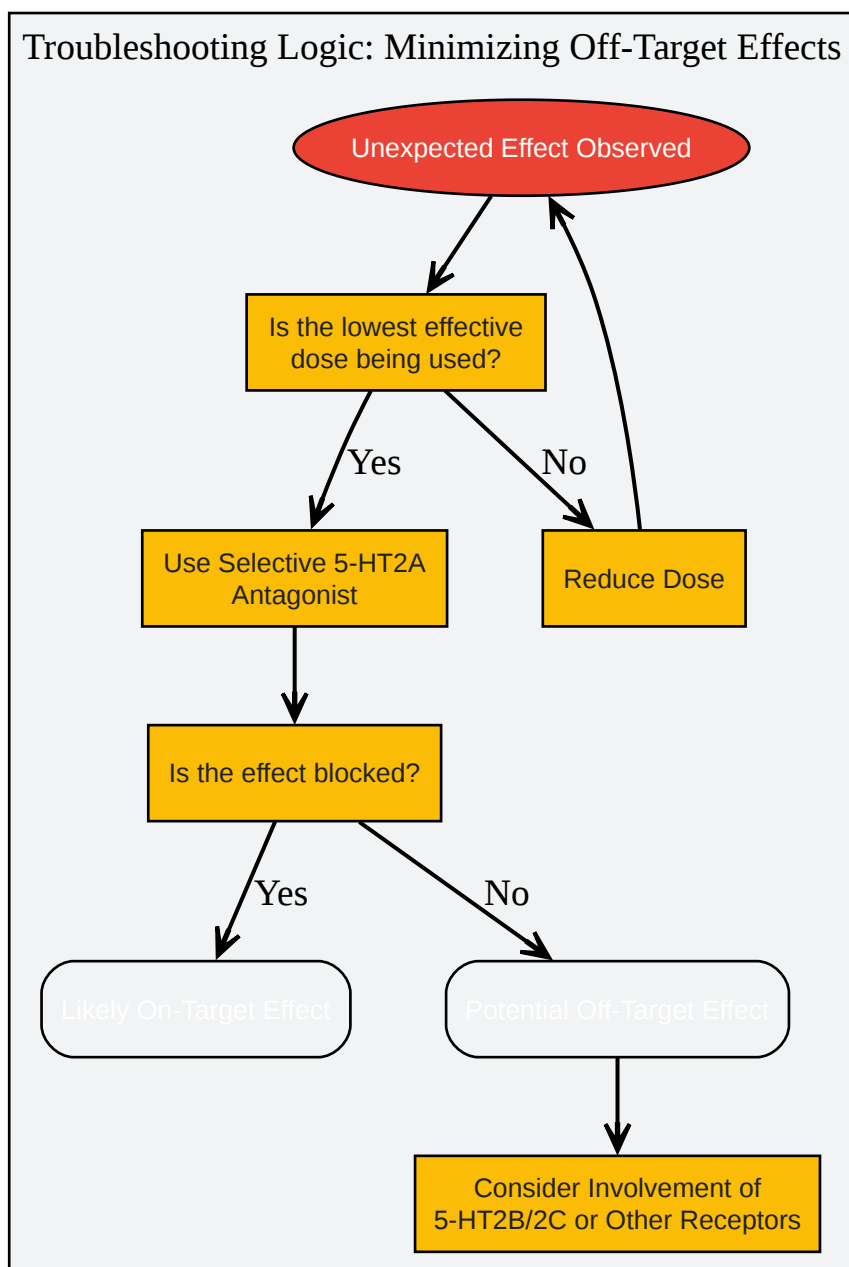 Troubleshooting Logic: Minimizing Off-Target Effects
Unexpected Effect Observed
Is the lowest effective
dose being used?
Yes
No
Use Selective 5-HT2A
Antagonist
Reduce Dose
Is the effect blocked?
Yes
No
Likely On-Target Effect
Potential Off-Target Effect
Consider Involvement of
5-HT2B/2C or Other Receptors